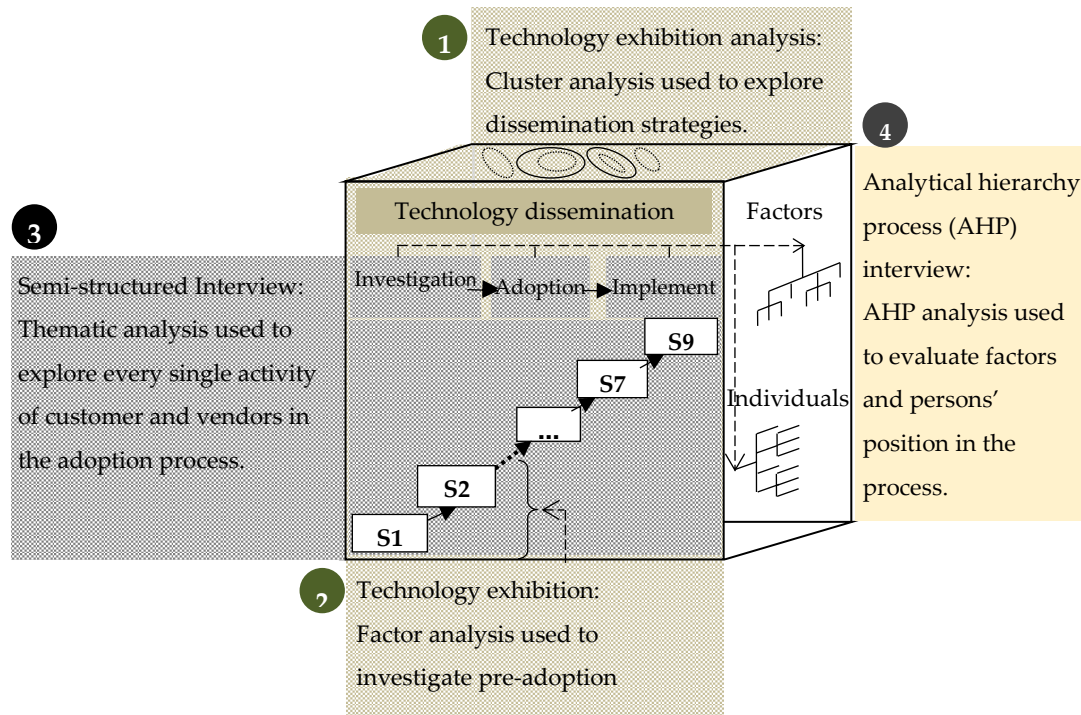 1
Technology exhibition analysis:
Cluster analysis used to explore
dissemination strategies.
4
Analytical hierarchy
process (AHP)
interview:
AHP analysis used
to evaluate factors
and persons’
position in the
process.
3
Semi-structured Interview:
Thematic analysis used to
explore every single activity
of customer and vendors in
the adoption process.
Technology dissemination
Factors
Investigation
Adoption
Implement
S9
S7
...
S2
S1
Individuals
2
Technology exhibition:
Factor analysis used to
investigate pre-adoption